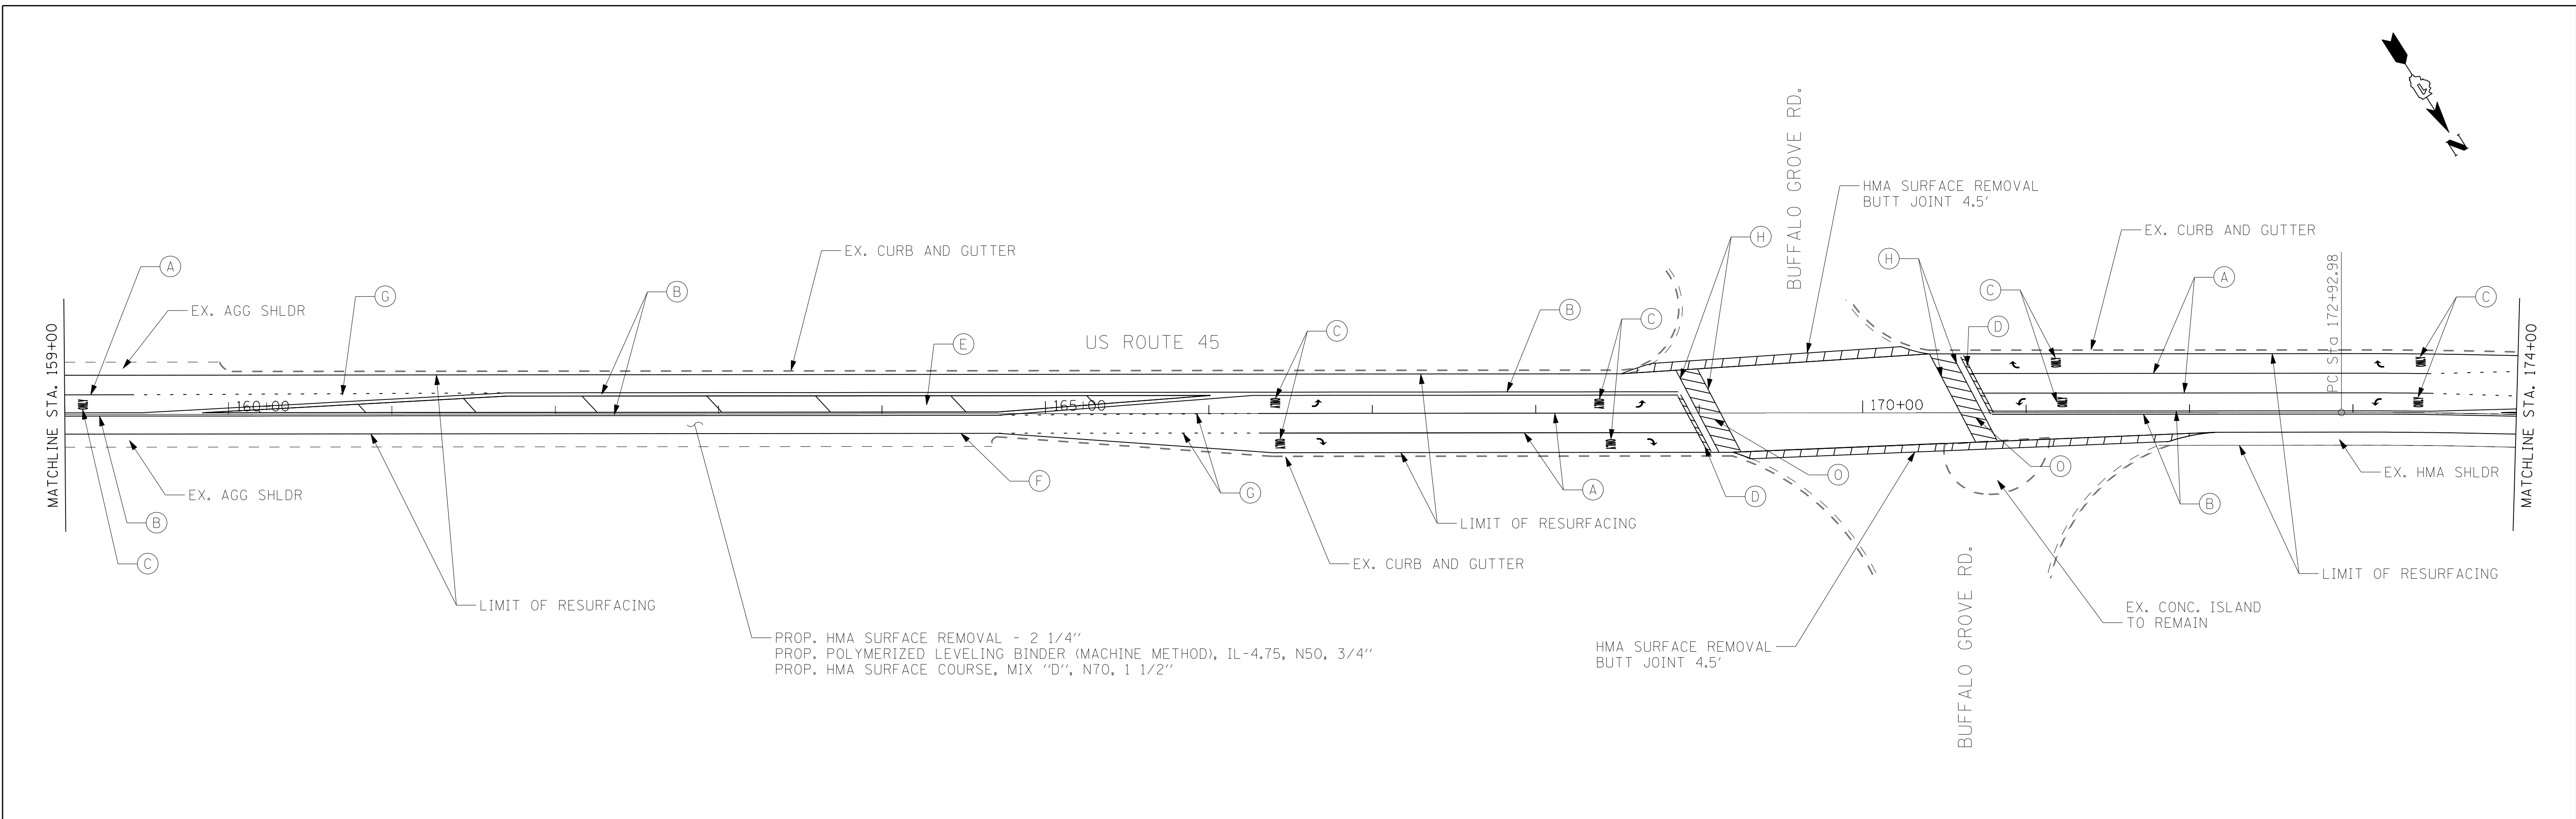 BUFFALO GROVE RD.
N
HMA SURFACE REMOVAL
BUTT JOINT 4.5'
H
EX. CURB AND GUTTER
EX. CURB AND GUTTER
H
A
A
G
B
C
C
PC Sta 172+92.98
EX. AGG SHLDR
B
C
C
D
US ROUTE 45
E
MATCHLINE STA. 159+00
160+00
165+00
170+00
MATCHLINE STA. 174+00
EX. AGG SHLDR
B
F
G
A
O
D
O
B
EX. HMA SHLDR
LIMIT OF RESURFACING
C
EX. CURB AND GUTTER
LIMIT OF RESURFACING
LIMIT OF RESURFACING
EX. CONC. ISLAND
TO REMAIN
PROP. HMA SURFACE REMOVAL - 2 1/4"
PROP. POLYMERIZED LEVELING BINDER (MACHINE METHOD), IL-4.75, N50, 3/4"
PROP. HMA SURFACE COURSE, MIX "D", N70, 1 1/2"
HMA SURFACE REMOVAL
BUTT JOINT 4.5'
BUFFALO GROVE RD.